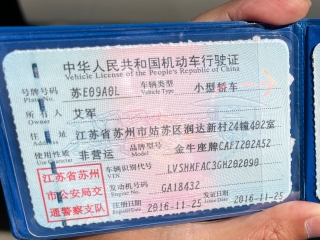 中华人民共和国机动车行驶证
Vehicle License of the People's Republic of China
号牌号码 苏E09A0L 车辆类型 小型轿车
Plate No. Vehicle Type
所有人 艾军
Owner
住址 江苏省苏州市姑苏区润达新村24幢402室
Address
使用性质 非营运 品牌型号 金牛座牌CAF7202A52
Use Character Model
江苏省苏州市公安局交通警察支队
车辆识别代号 LVSHKFAC3GH202090
VIN
发动机号码 GA18432
Engine No.
注册日期 2016-11-25 发证日期 2016-11-25
Register Date Issue Date